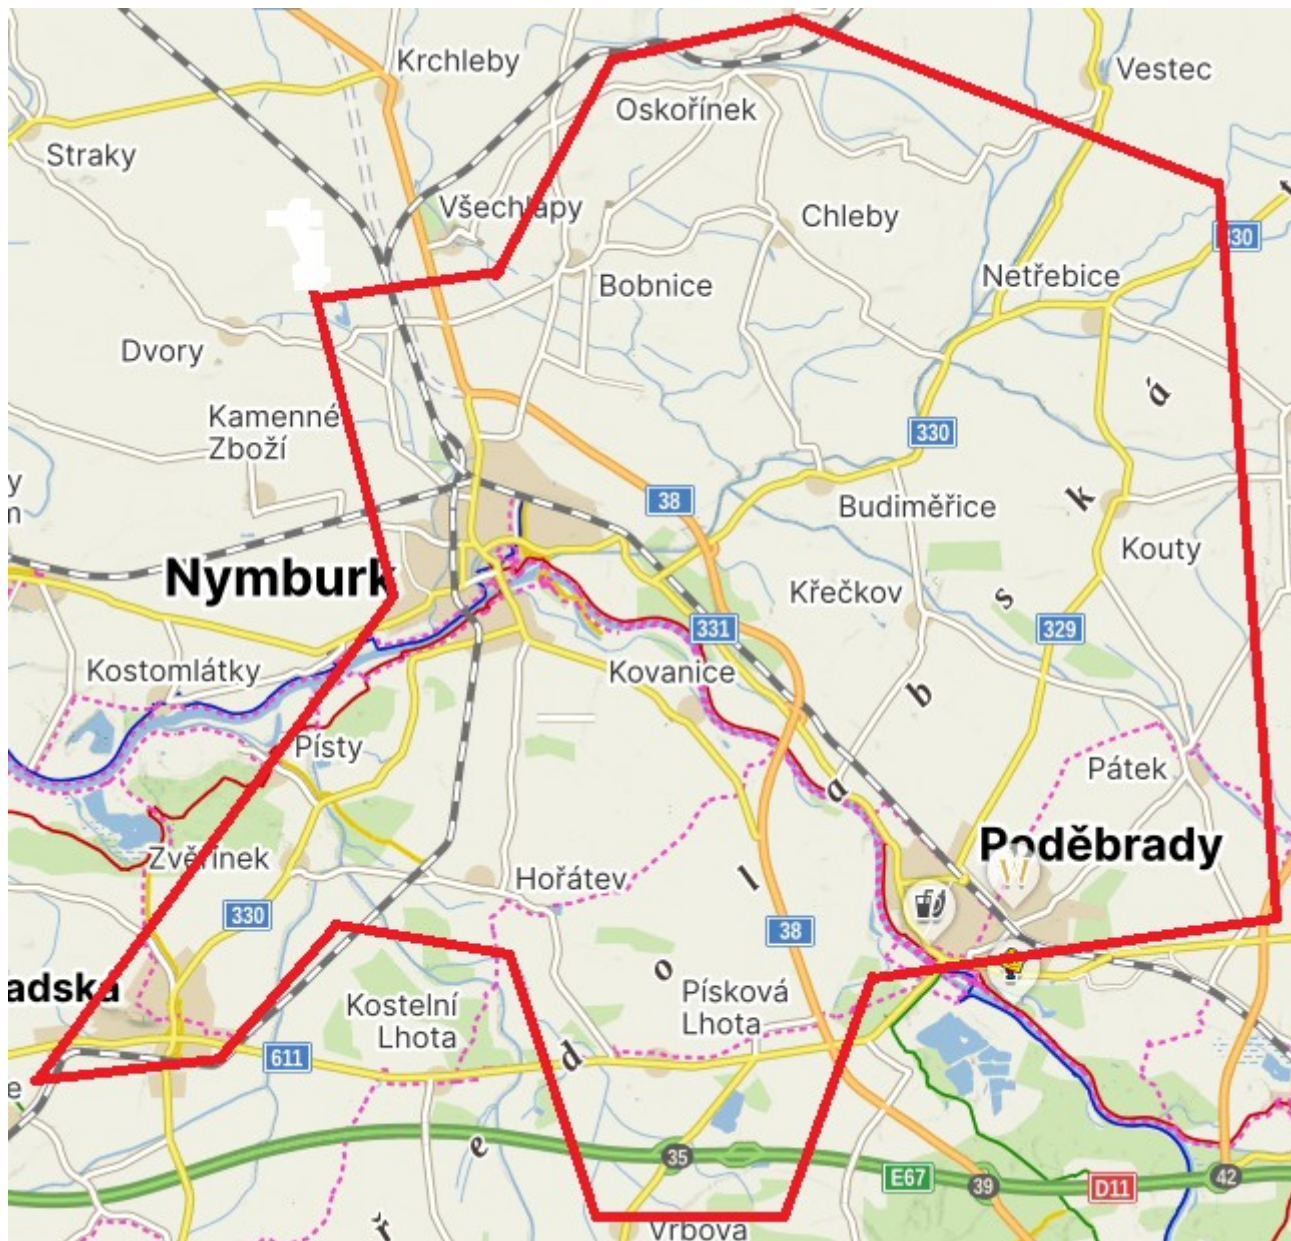 Krchleby
Vestec
Oskořínek
Straky
Všechlapy
Chleby
330
Netřebice
Bobnice
Dvory
á
Kamenné
Zboží
330
y
38
k
m
Budiměřice
Kouty
Nymburk
Křečkov
s
331
329
Kostomlátky
Kovanice
b
Písty
Pátek
a
Poděbrady
Zvěřínek
Hořátev
l
330
38
o
adská
Kostelní
Lhota
Písková
Lhota
611
d
e
e
35
E67
39
D11
42
ř
Vrbová